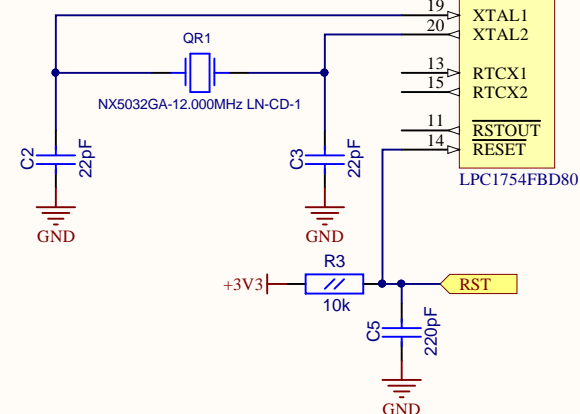 19 XTAL1
20 XTAL2
QR1
13 RTCX1
NX5032GA-12.000MHz LN-CD-1
15 RTCX2
11 RSTOUT
14 RESET
C2 22pF
C3 22pF
LPC1754FBD80
GND
GND
R3
+3V3
RST
10k
C5 220pF
GND